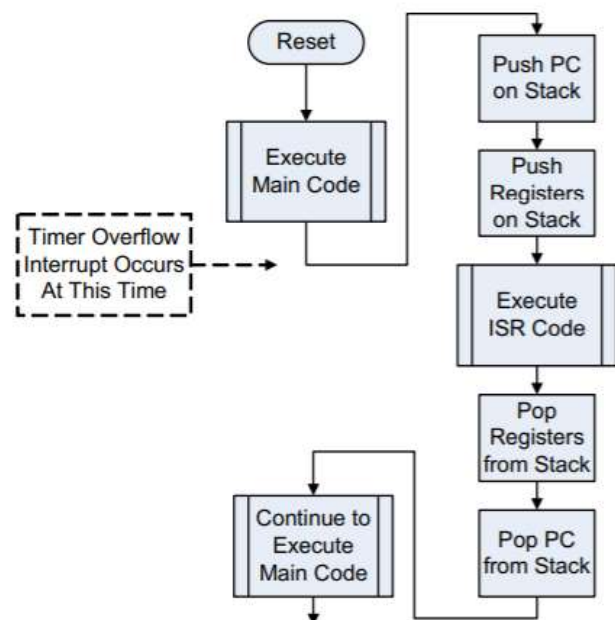 Reset
Execute
Main Code
Timer Overflow
Interrupt Occurs
At This Time
Push PC
on Stack
Push
Registers
on Stack
Execute
ISR Code
Pop
Registers
from Stack
Pop PC
from Stack
Continue to
Execute
Main Code